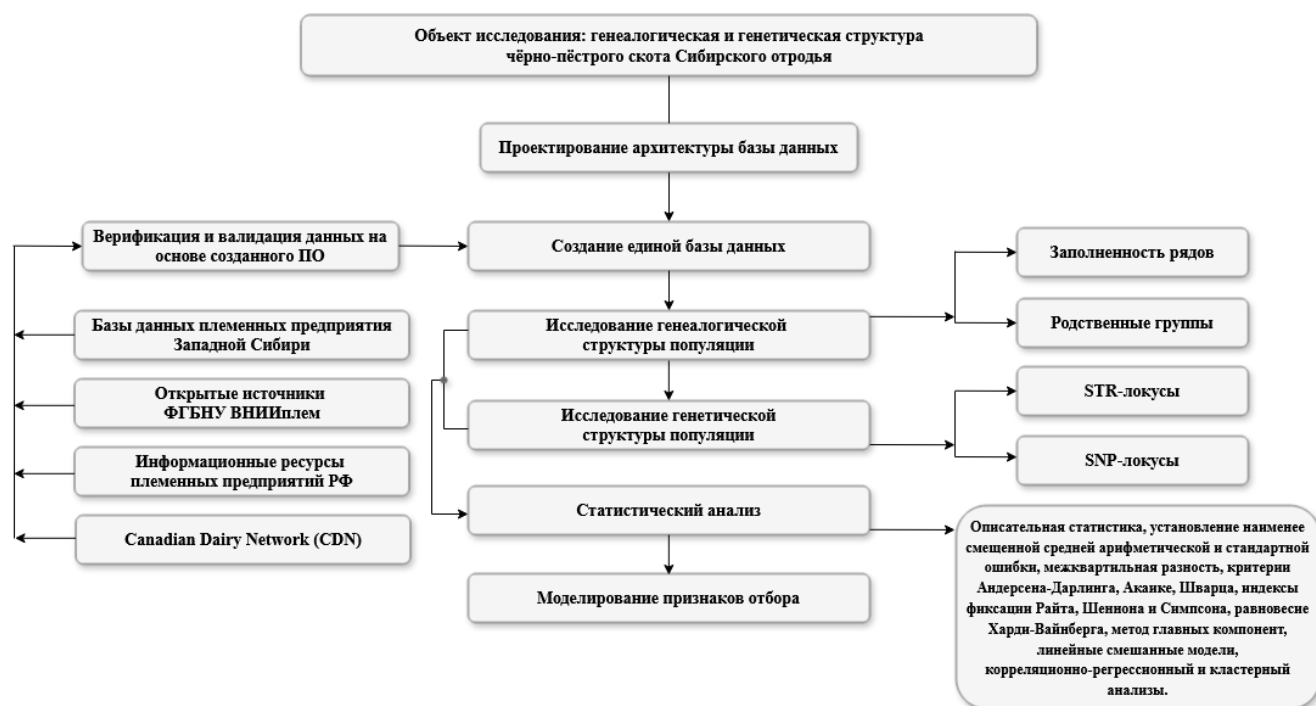 Объект исследования: генеалогическая и генетическая структура
чёрно-пёстрого скота Сибирского отродья
Проектирование архитектуры базы данных
Верификация и валидация данных на
основе созданного ПО
Создание единой базы данных
Заполненность рядов
Базы данных племенных предприятия
Западной Сибири
Исследование генеалогической
структуры популяции
Родственные группы
Открытые источники
ФГБНУ ВНИИплем
Исследование генетической
структуры популяции
STR-локусы
Информационные ресурсы
племенных предприятий РФ
SNP-локусы
Статистический анализ
Canadian Dairy Network (CDN)
Моделирование признаков отбора
Описательная статистика, установление наименее
смещенной средней арифметической и стандартной
ошибки, межквартильная разность, критерии
Андерсена-Дарлинга, Акаике, Шварца, индексы
фиксации Райта, Шеннона и Симпсона, равновесие
Харди-Вайнберга, метод главных компонент,
линейные смешанные модели,
корреляционно-регрессионный и кластерный
анализы.